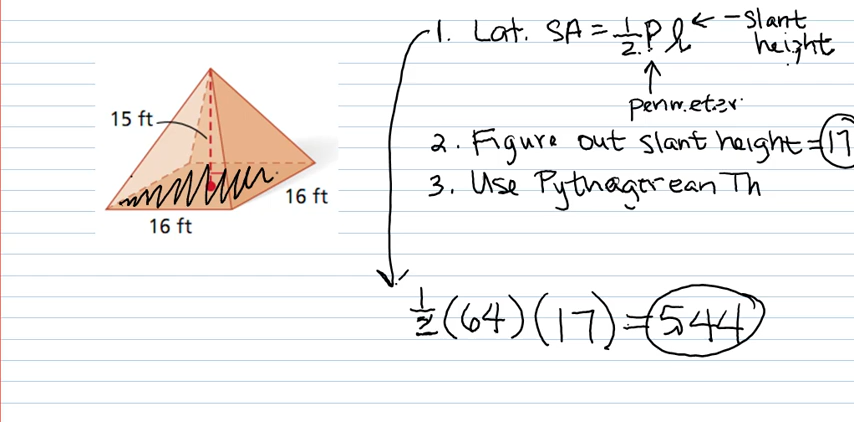 1. Lat. SA = 1/2 P l ← - slant height
↑
perimeter
2. Figure out slant height = 17
3. Use Pythagorean Th
15 ft
16 ft
16 ft
1/2 (64) (17) = 544